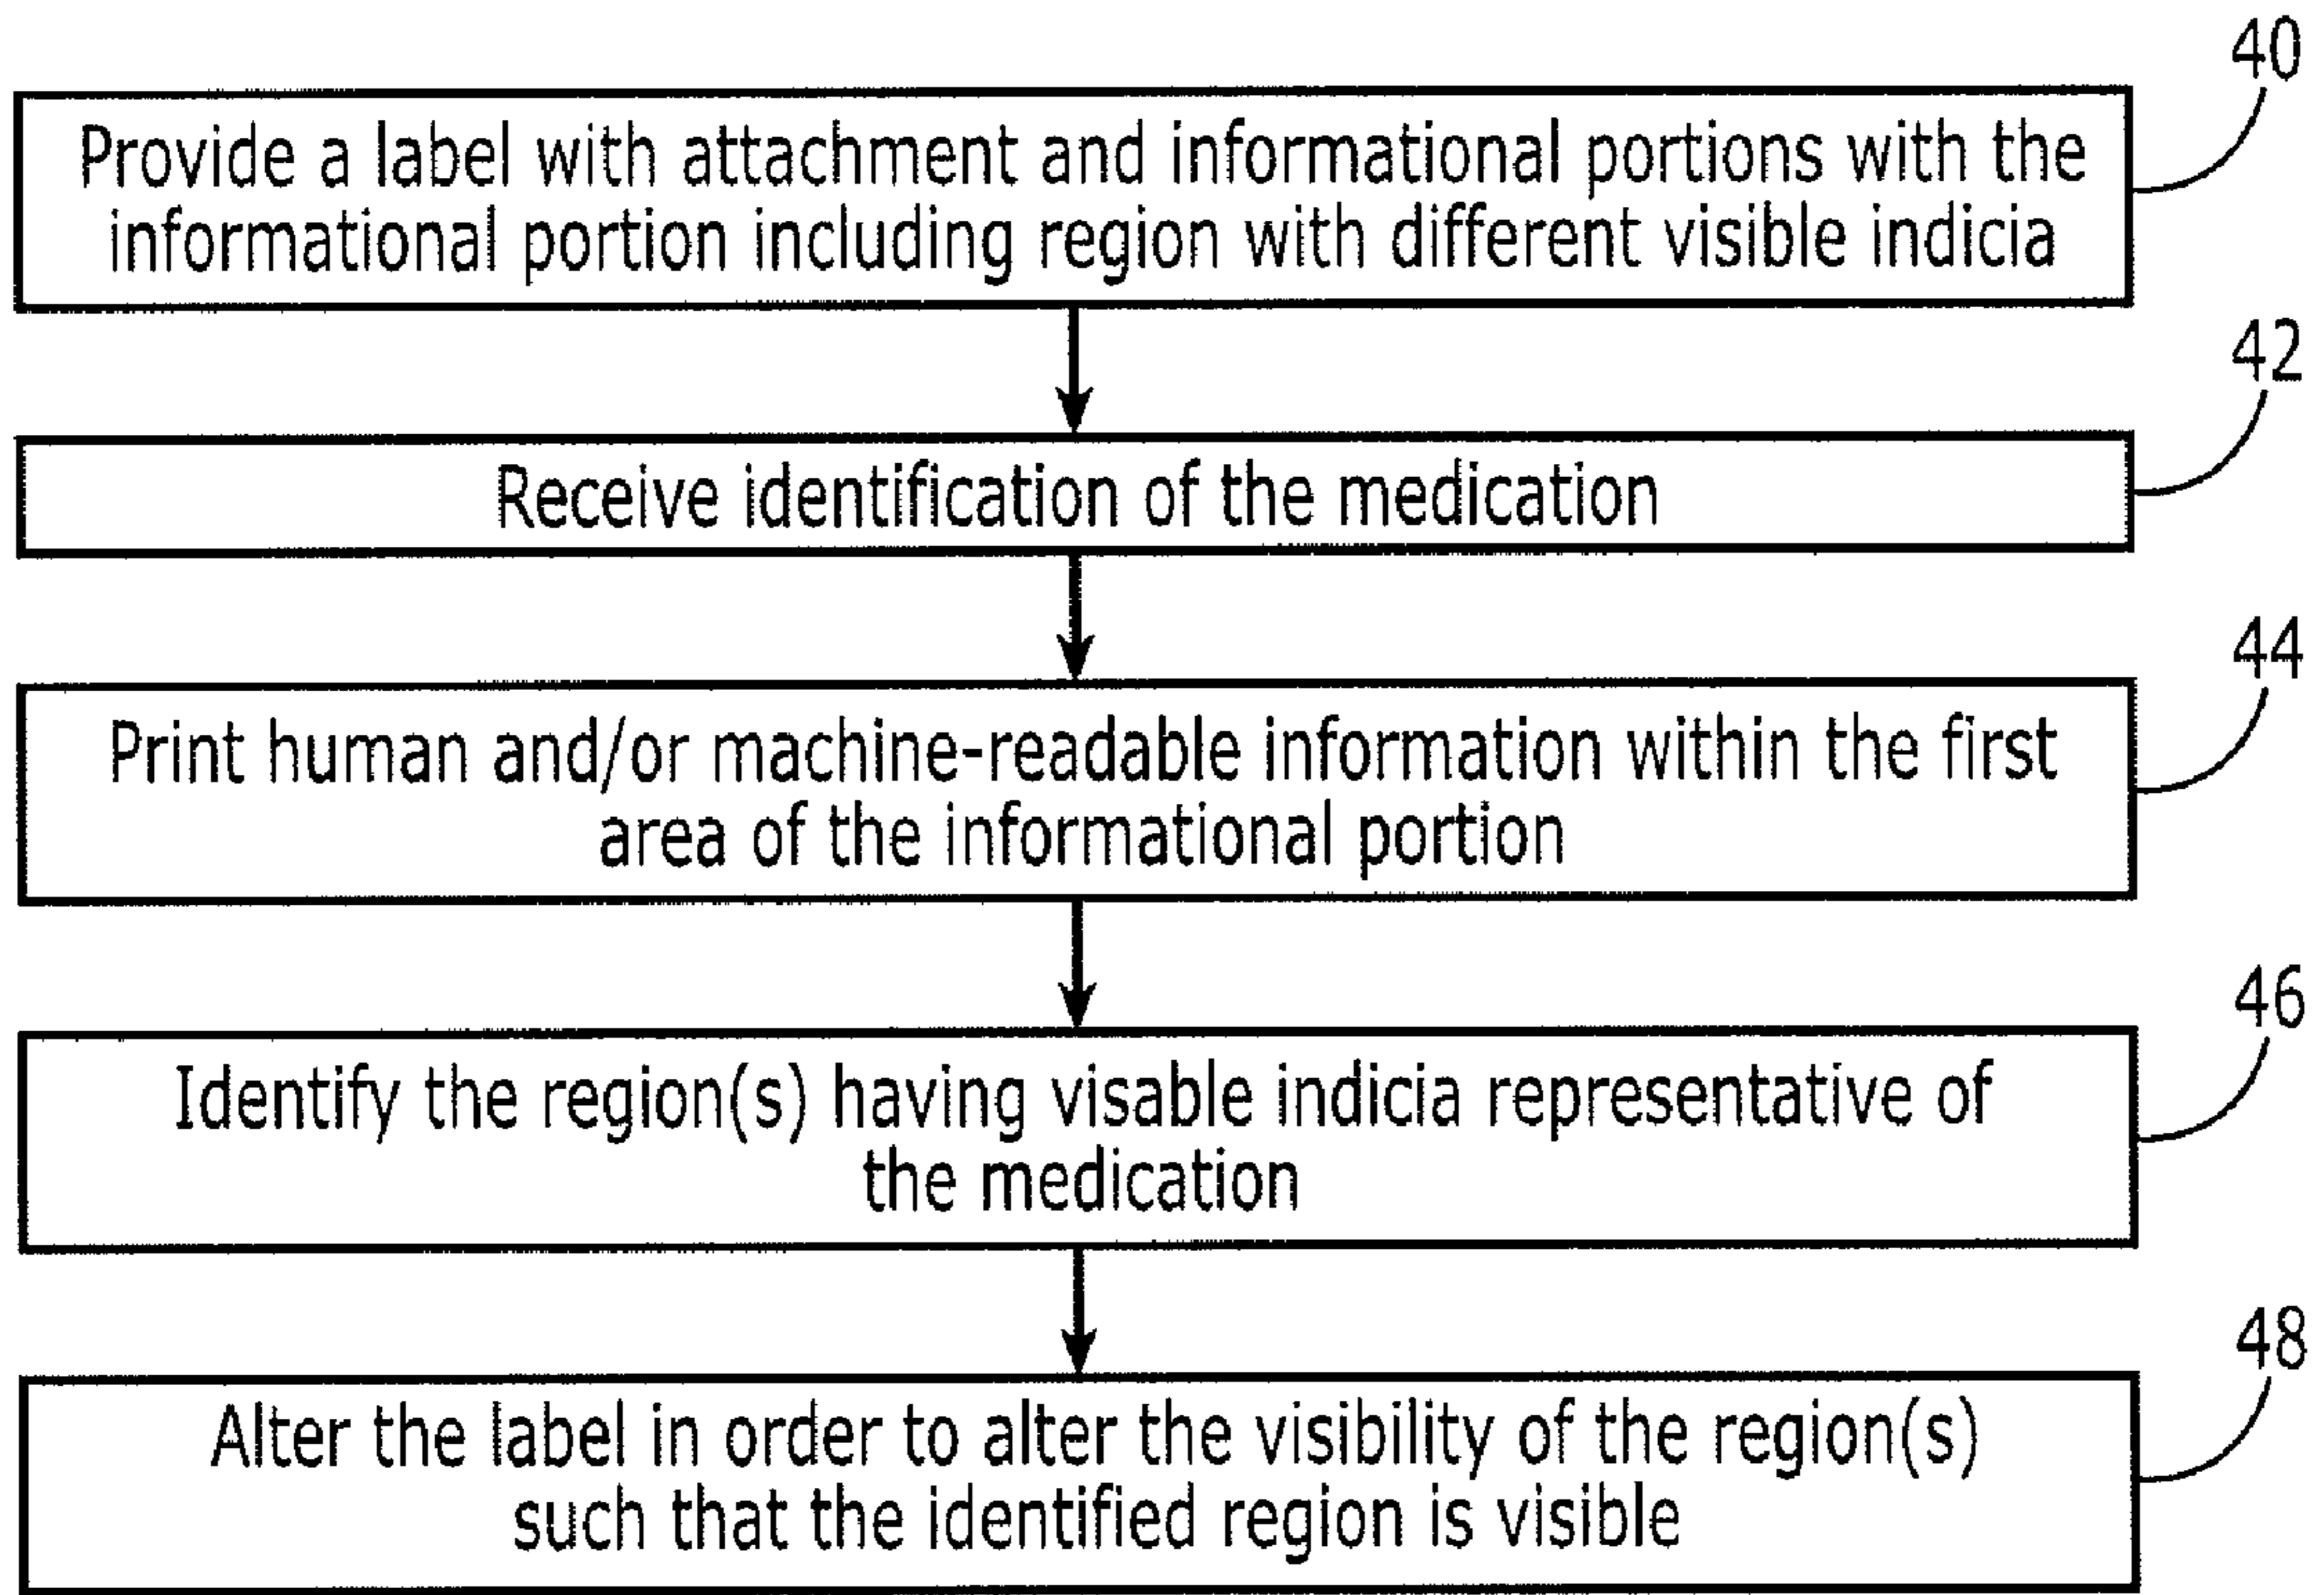 40
Provide a label with attachment and informational portions with the
informational portion including region with different visible indicia
42
Receive identification of the medication
44
Print human and/or machine-readable information within the first
area of the informational portion
46
Identify the region(s) having visable indicia representative of
the medication
48
Alter the label in order to alter the visibility of the region(s)
such that the identified region is visible